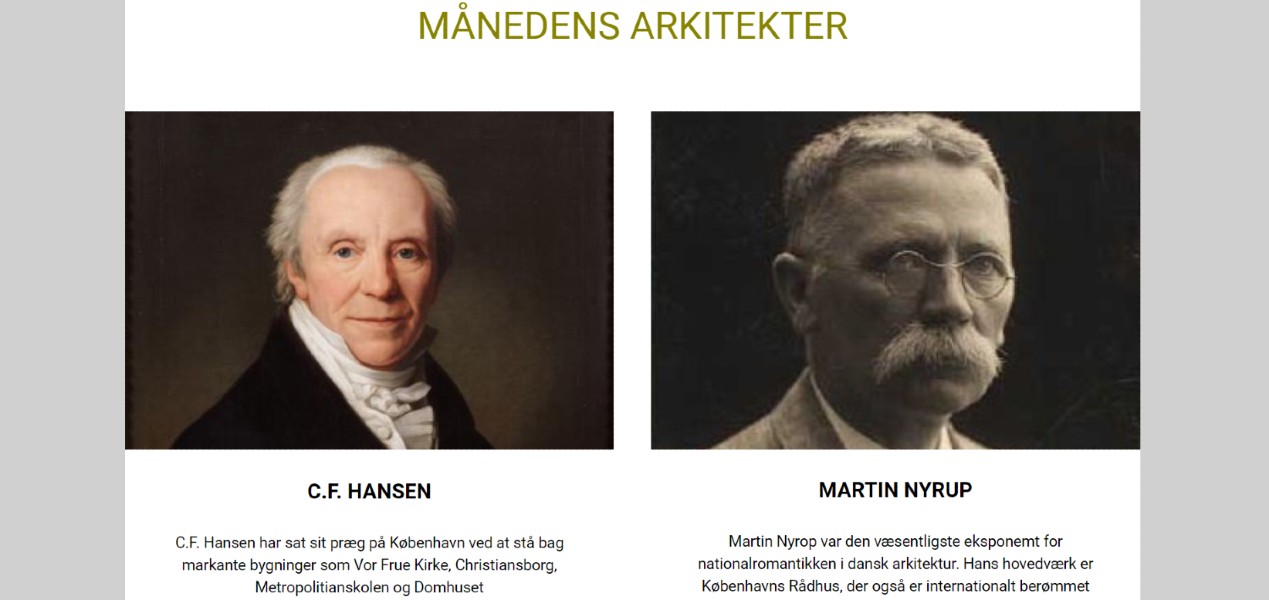 MÅNEDENS ARKITEKTER
C.F. HANSEN
C.F. Hansen har sat sit præg på København ved at stå bag
markante bygninger som Vor Frue Kirke, Christiansborg,
Metropolitianskolen og Domhuset
MARTIN NYRUP
Martin Nyrop var den væsentligste eksponemt for
nationalromantikken i dansk arkitektur. Hans hovedværk er
Københavns Rådhus, der også er internationalt berømmet